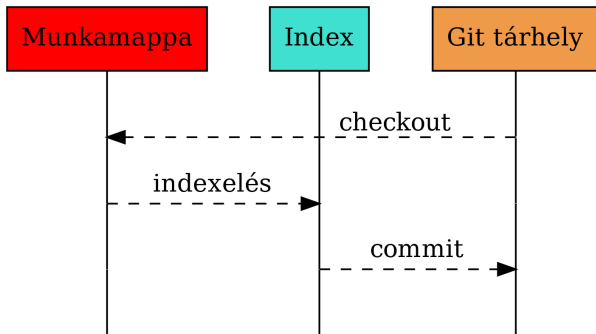 Munkamappa
Index
Git tárhely
checkout
indexelés
commit